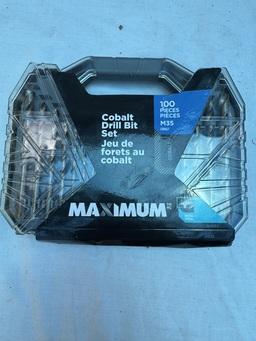 Cobalt
Drill Bit
Set
Jeu de
forets au
cobalt
100
PIECES
PIÈCES
M35
MAXIMUM